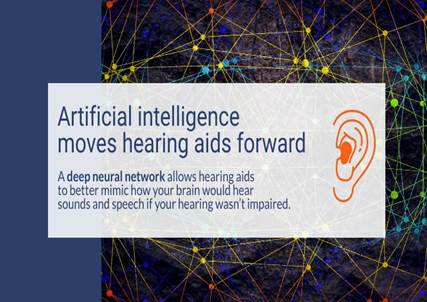 Artificial intelligence
moves hearing aids forward
A deep neural network allows hearing aids
to better mimic how your brain would hear
sounds and speech if your hearing wasn't impaired.